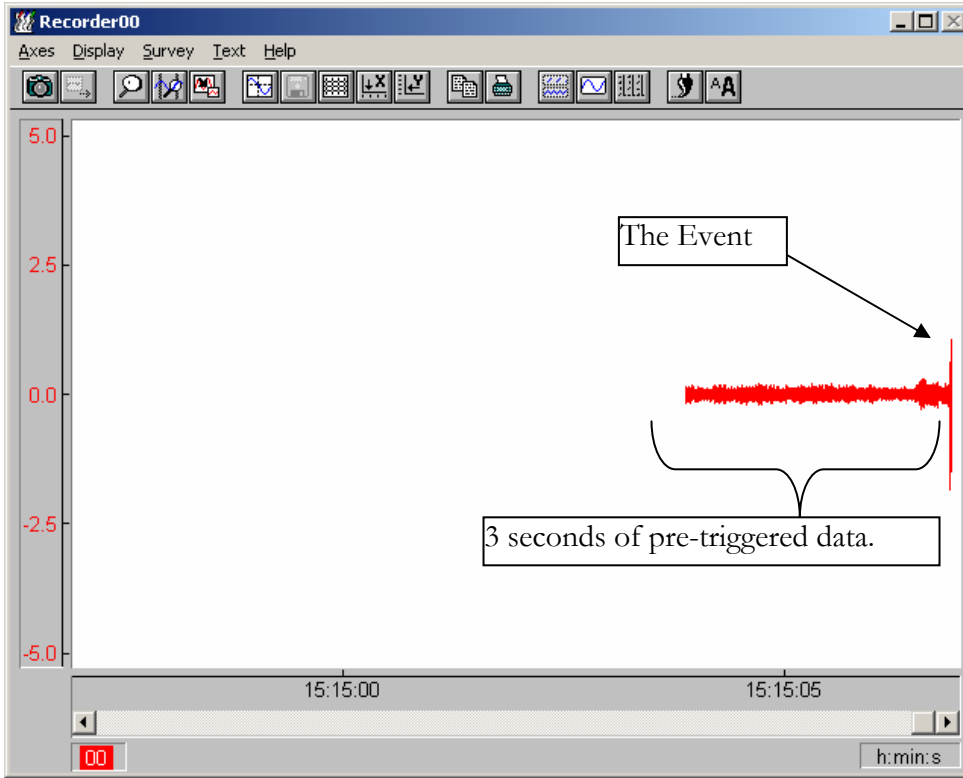 Recorder00
Axes Display Survey Text Help
5.0
The Event
2.5
0.0
-2.5
3 seconds of pre-triggered data.
-5.0
15:15:00 15:15:05
00 h:min:s